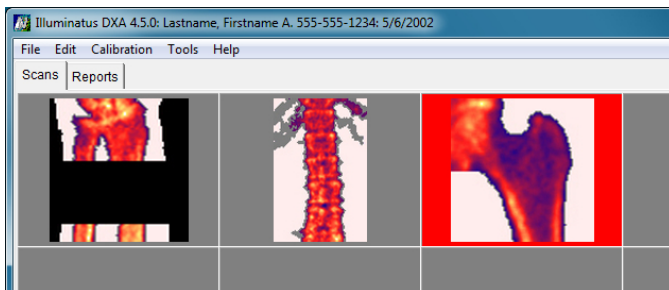 Illuminatus DXA 4.5.0: Lastname, Firstname A. 555-555-1234: 5/6/2002
File Edit Calibration Tools Help
Scans Reports